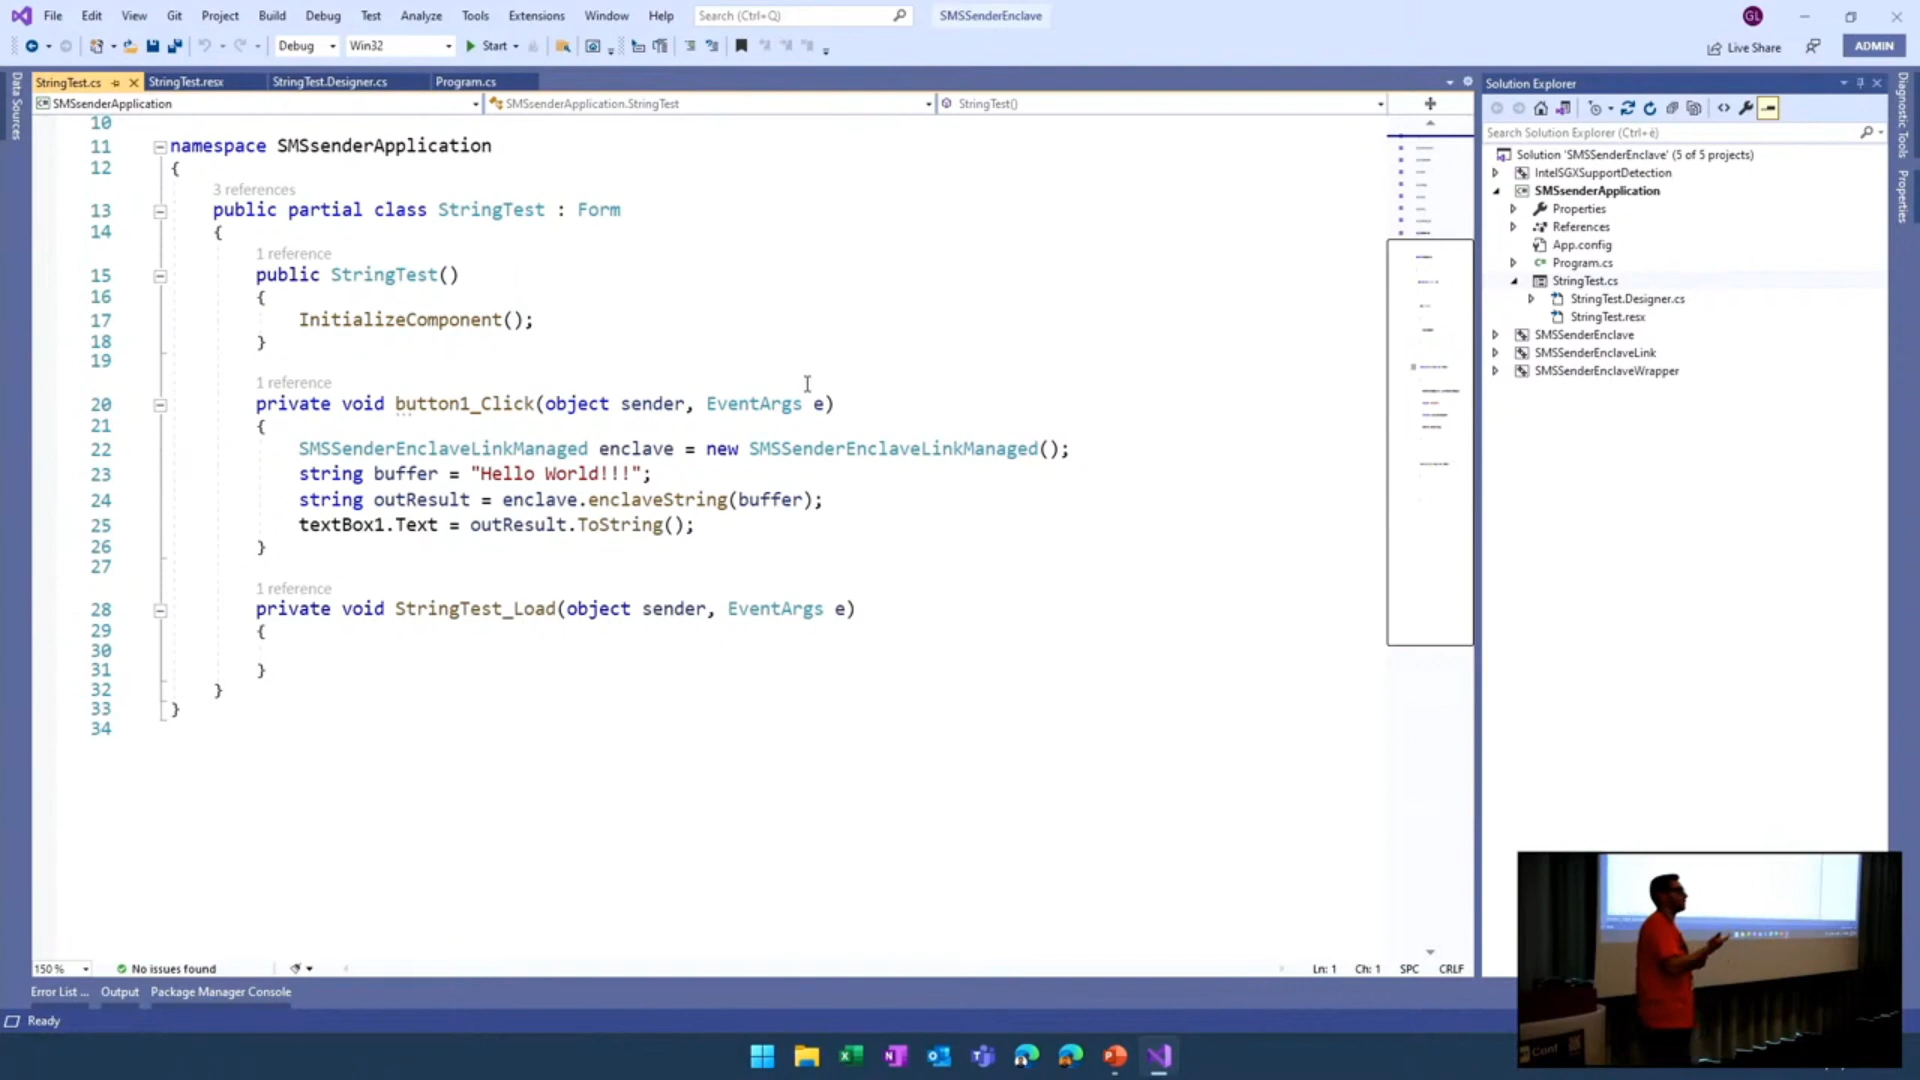 File Edit View Git Project Build Debug Test Analyze Tools Extensions Window Help Search (Ctrl+Q) SMSSenderEnclave GL
Debug Win32 Start Live Share ADMIN
StringTest.cs StringTest.resx StringTest.Designer.cs Program.cs
SMSsenderApplication SMSsenderApplication.StringTest StringTest()
Data Sources
10
11 namespace SMSsenderApplication
12 {
3 references
13 public partial class StringTest : Form
14 {
1 reference
15 public StringTest()
16 {
17 InitializeComponent();
18 }
19
1 reference
20 private void button1_Click(object sender, EventArgs e)
21 {
22 SMSSenderEnclaveLinkManaged enclave = new SMSSenderEnclaveLinkManaged();
23 string buffer = "Hello World!!!";
24 string outResult = enclave.enclaveString(buffer);
25 textBox1.Text = outResult.ToString();
26 }
27
1 reference
28 private void StringTest_Load(object sender, EventArgs e)
29 {
30
31 }
32 }
33 }
34
150 % No issues found Ln: 1 Ch: 1 SPC CRLF
Error List ... Output Package Manager Console
Ready
Solution Explorer
Search Solution Explorer (Ctrl+è)
Solution 'SMSSenderEnclave' (5 of 5 projects)
IntelSGXSupportDetection
SMSsenderApplication
Properties
References
App.config
Program.cs
StringTest.cs
StringTest.Designer.cs
StringTest.resx
SMSSenderEnclave
SMSSenderEnclaveLink
SMSSenderEnclaveWrapper
Diagnostic Tools
Properties
Conf